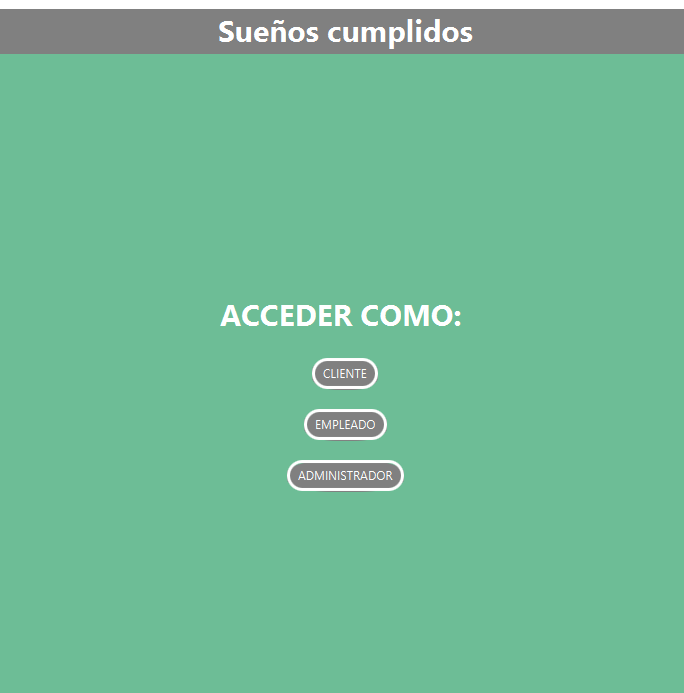 Sueños cumplidos
ACCEDER COMO:
CLIENTE
EMPLEADO
ADMINISTRADOR